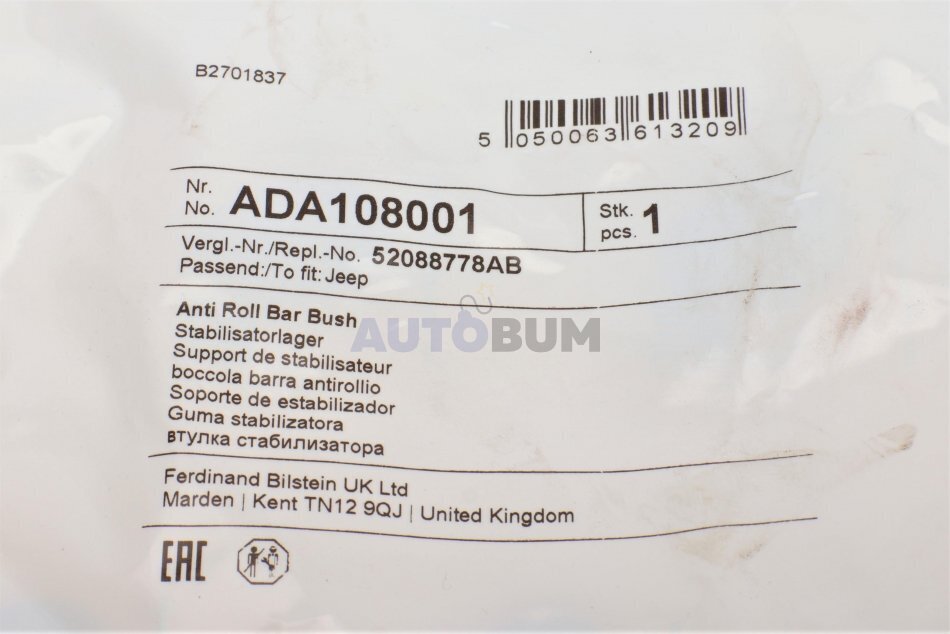 B2701837
5 050063 613209
Nr.
No. ADA108001
Stk.
pcs. 1
Vergl.-Nr./Repl.-No. 52088778AB
Passend:/To fit: Jeep
Anti Roll Bar Bush
Stabilisatorlager
Support de stabilisateur
boccola barra antirollio
Soporte de estabilizador
Guma stabilizatora
втулка стабилизатора
AUTOBUM
Ferdinand Bilstein UK Ltd
Marden | Kent TN12 9QJ | United Kingdom
EAC